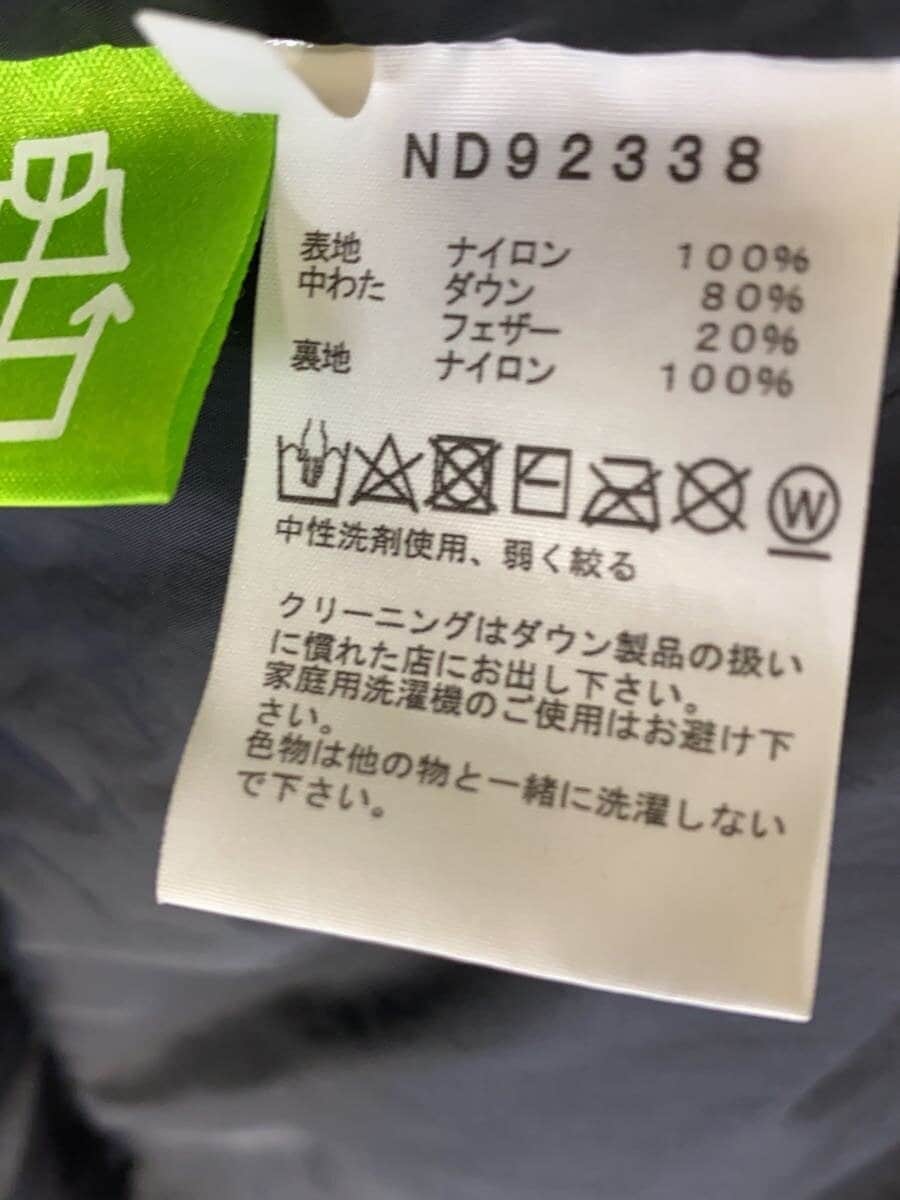 ND92338
表地 ナイロン 100%
中わた ダウン 80%
フェザー 20%
裏地 ナイロン 100%
W
中性洗剤使用、弱く絞る
クリーニングはダウン製品の扱い
に慣れた店にお出し下さい。
家庭用洗濯機のご使用はお避け下
さい。
色物は他の物と一緒に洗濯しない
で下さい。